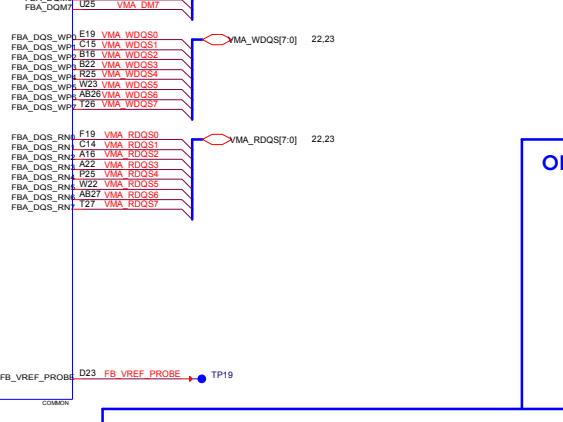 FBA_DQM7 U25 VMA_DM7
FBA_DQS_WP0 E19 VMA_WDQS0 VMA_WDQS[7:0] 22,23
FBA_DQS_WP1 C15 VMA_WDQS1
FBA_DQS_WP2 B16 VMA_WDQS2
FBA_DQS_WP3 B22 VMA_WDQS3
FBA_DQS_WP4 R25 VMA_WDQS4
FBA_DQS_WP5 W23 VMA_WDQS5
FBA_DQS_WP6 AB26 VMA_WDQS6
FBA_DQS_WP7 T26 VMA_WDQS7
FBA_DQS_RN0 F19 VMA_RDQS0 VMA_RDQS[7:0] 22,23
FBA_DQS_RN1 C14 VMA_RDQS1
FBA_DQS_RN2 A16 VMA_RDQS2
FBA_DQS_RN3 A22 VMA_RDQS3
FBA_DQS_RN4 P25 VMA_RDQS4
FBA_DQS_RN5 W22 VMA_RDQS5
FBA_DQS_RN6 AB27 VMA_RDQS6
FBA_DQS_RN7 T27 VMA_RDQS7
FB_VREF_PROBE D23 FB_VREF_PROBE TP19
COMMON